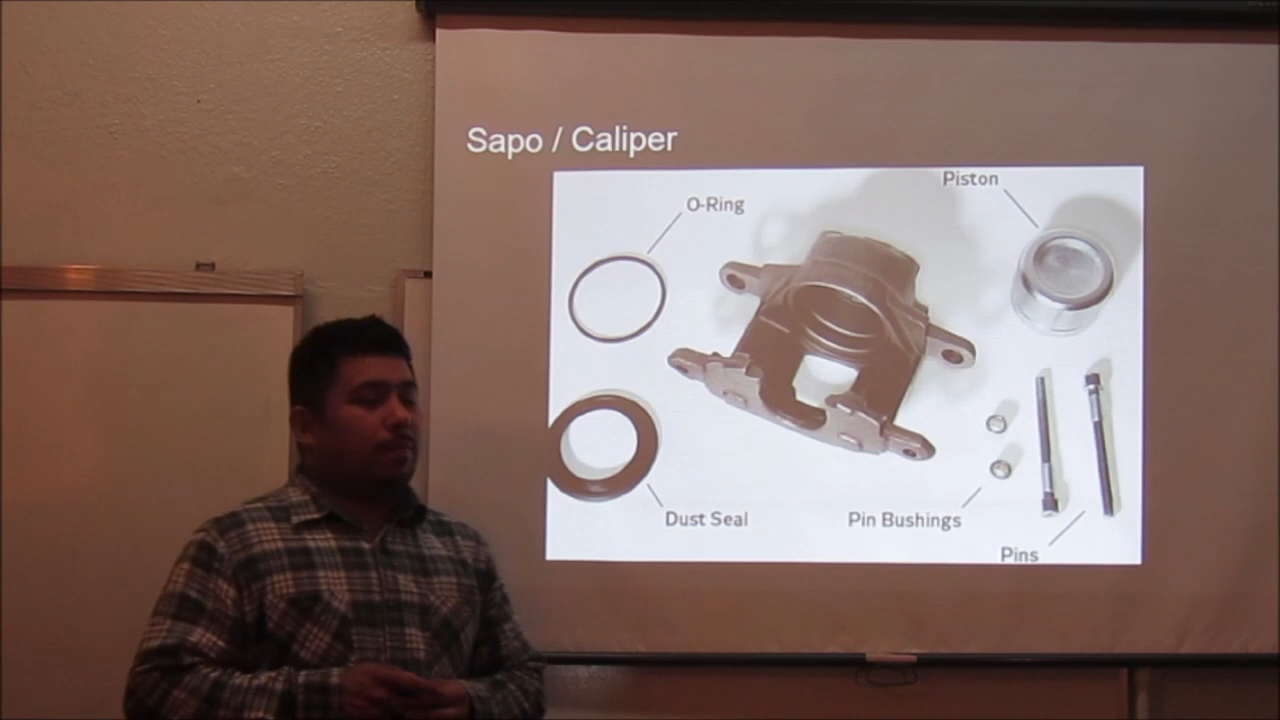 Sapo / Caliper
Piston
O-Ring
Dust Seal
Pin Bushings
Pins